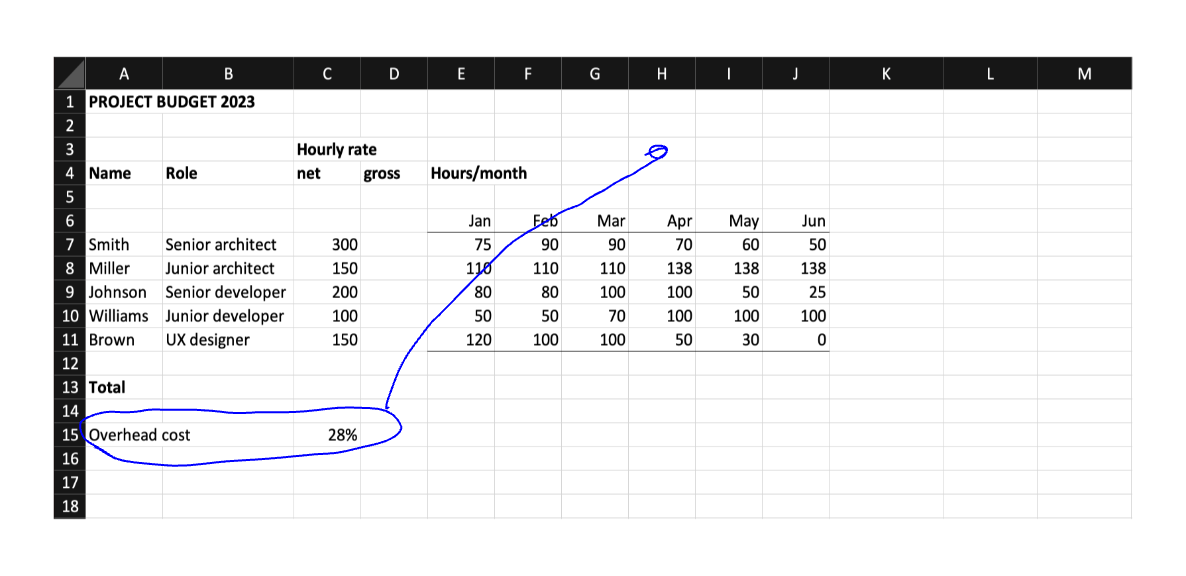 A B C D E F G H I J K L M
1 PROJECT BUDGET 2023
2
3 Hourly rate
4 Name Role net gross Hours/month
5
6 Jan Feb Mar Apr May Jun
7 Smith Senior architect 300 75 90 90 70 60 50
8 Miller Junior architect 150 110 110 110 138 138 138
9 Johnson Senior developer 200 80 80 100 100 50 25
10 Williams Junior developer 100 50 50 70 100 100 100
11 Brown UX designer 150 120 100 100 50 30 0
12
13 Total
14
15 Overhead cost 28%
16
17
18